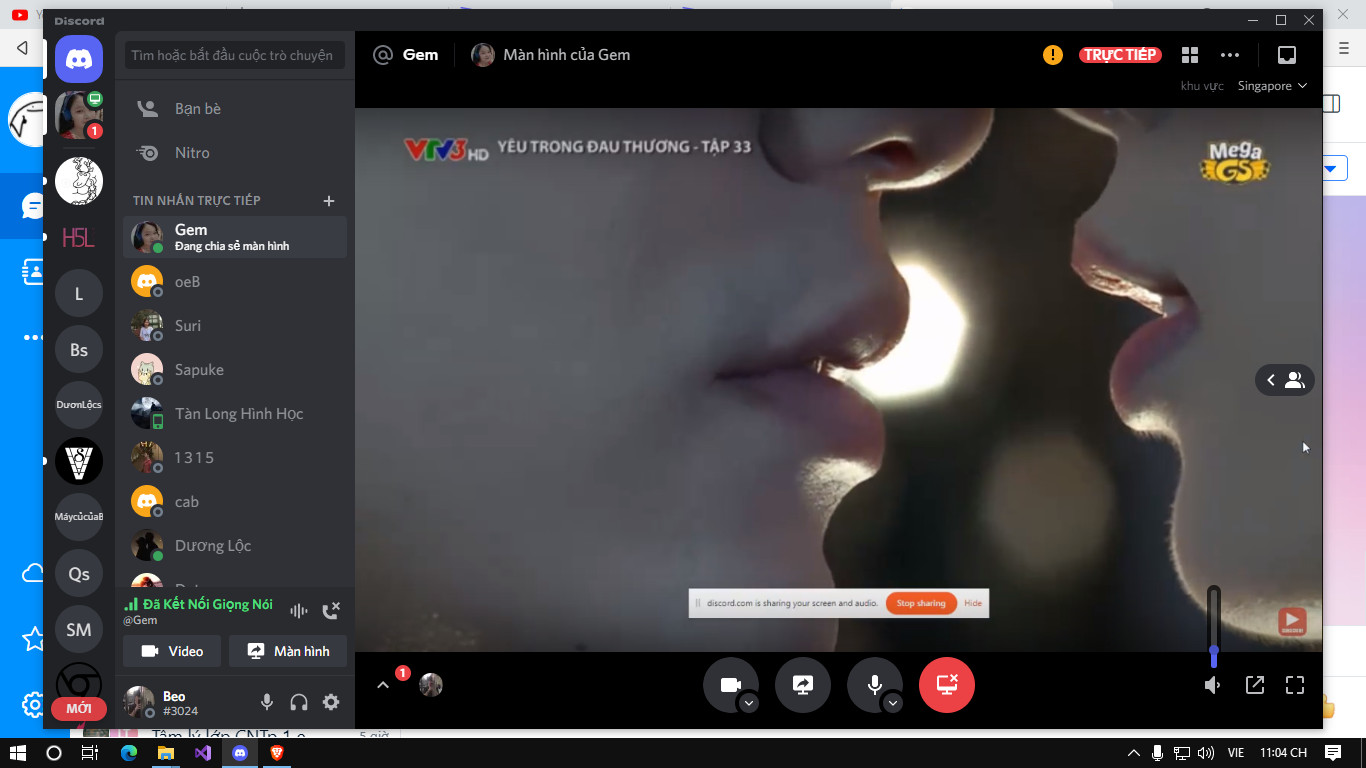 Discord
Tìm hoặc bắt đầu cuộc trò chuyện
Bạn bè
Nitro
TIN NHẮN TRỰC TIẾP
Gem
Đang chia sẻ màn hình
oeB
Suri
Sapuke
Tàn Long Hình Học
1315
cab
Dương Lộc
1
H5L
L
Bs
DươnLộcs
MáycủcủaB
Qs
SM
MỚI
Đã Kết Nối Giọng Nói
@Gem
Video
Màn hình
Beo
#3024
@ Gem
Màn hình của Gem
TRỰC TIẾP
khu vực Singapore
VTV3 HD
YÊU TRONG ĐAU THƯƠNG - TẬP 33
Mega GS
discord.com is sharing your screen and audio.
Stop sharing
Hide
1
Tâm lý lớp CNTp 1 o
5 giờ
VIE
11:04 CH